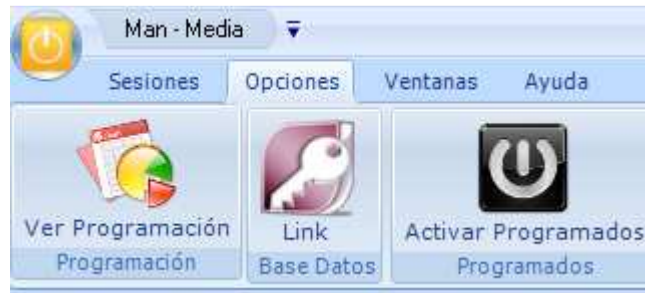 Man - Media
Sesiones Opciones Ventanas Ayuda
Ver Programación Link Activar Programados
Programación Base Datos Programados